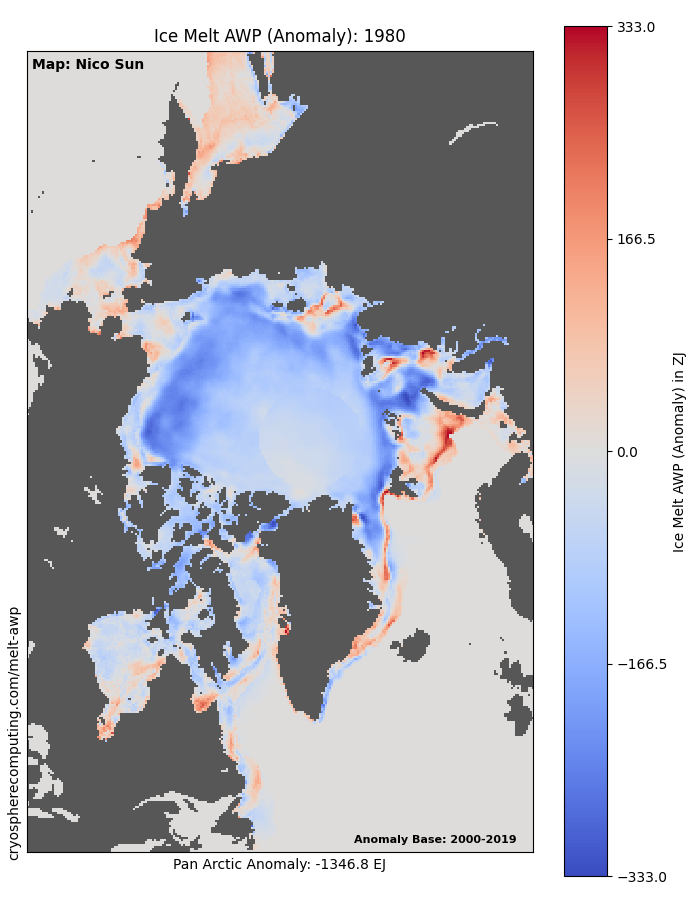 Ice Melt AWP (Anomaly): 1980
Map: Nico Sun
333.0
166.5
0.0
−166.5
−333.0
Ice Melt AWP (Anomaly) in ZJ
cryospherecomputing.com/melt-awp
Anomaly Base: 2000-2019
Pan Arctic Anomaly: -1346.8 EJ